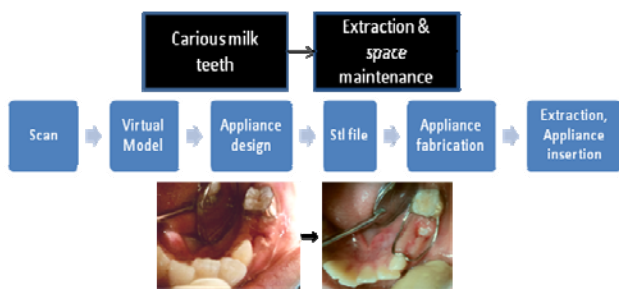 Carious milk
teeth
Extraction &
space
maintenance
Scan
Virtual
Model
Appliance
design
Stl file
Appliance
fabrication
Extraction,
Appliance
insertion